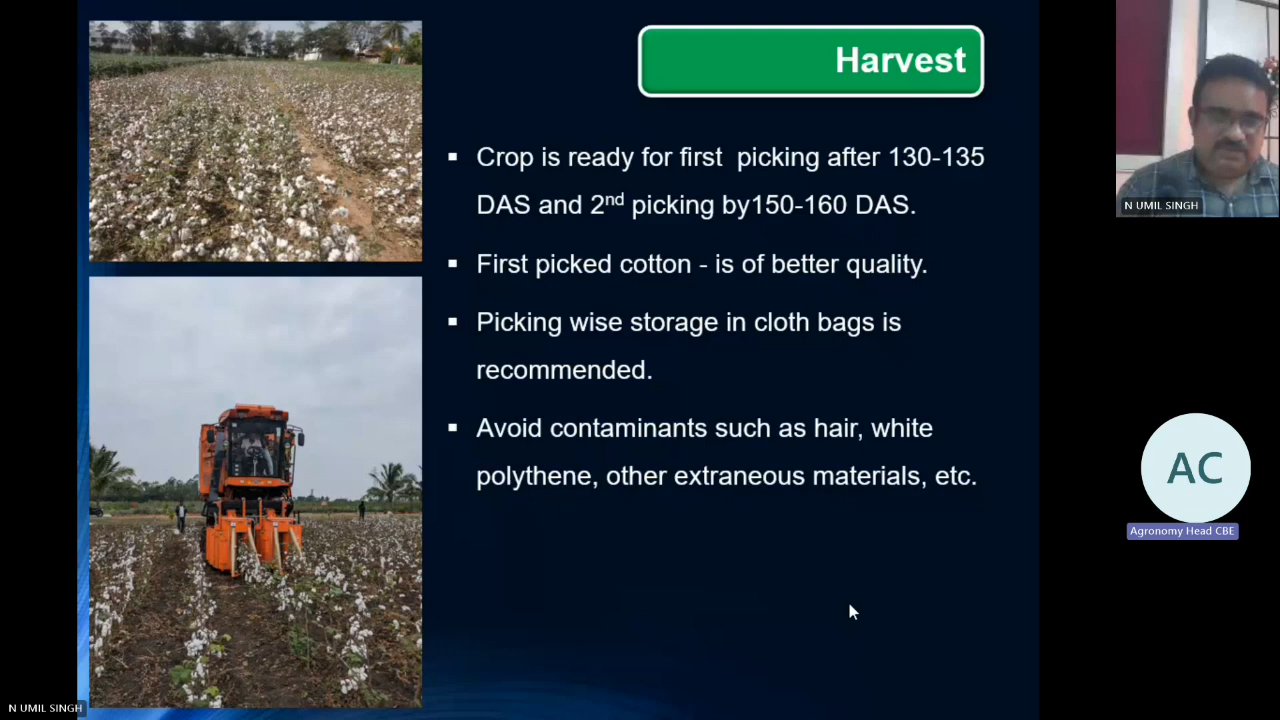 Harvest
▪ Crop is ready for first picking after 130-135
DAS and 2nd picking by150-160 DAS.
▪ First picked cotton - is of better quality.
▪ Picking wise storage in cloth bags is
recommended.
▪ Avoid contaminants such as hair, white
polythene, other extraneous materials, etc.
N UMIL SINGH
AC
Agronomy Head CBE
N UMIL SINGH